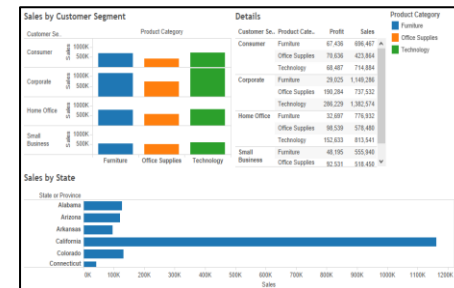 Sales by Customer Segment
Customer Se.. Product Category
Consumer Sales 1000K
500K
Corporate Sales 1000K
500K
Home Office Sales 1000K
500K
Small Business Sales 1000K
500K
Furniture Office Supplies Technology
Details
Customer Se.. Product Cate.. Profit Sales
Consumer Furniture 67,436 696,467
Office Supplies 70,636 423,864
Technology 68,487 714,884
Corporate Furniture 29,025 1,149,286
Office Supplies 190,284 737,532
Technology 286,229 1,382,574
Home Office Furniture 32,697 776,932
Office Supplies 98,539 578,480
Technology 152,633 813,541
Small Business Furniture 48,195 555,940
Office Supplies 92,531 518,450
Product Category
Furniture
Office Supplies
Technology
Sales by State
State or Province
Alabama
Arizona
Arkansas
California
Colorado
Connecticut
0K 100K 200K 300K 400K 500K 600K 700K 800K 900K 1000K 1100K 1200K
Sales